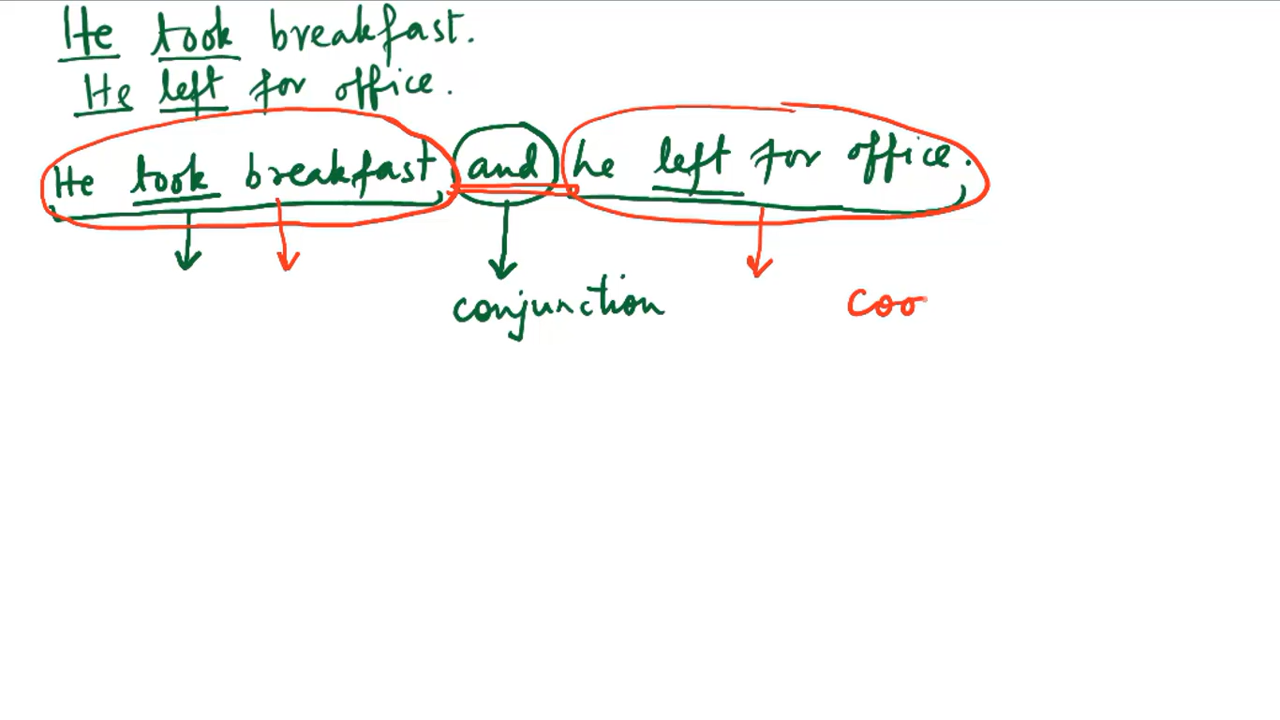 He took breakfast.
He left for office.
He took breakfast and he left for office.
conjunction coo